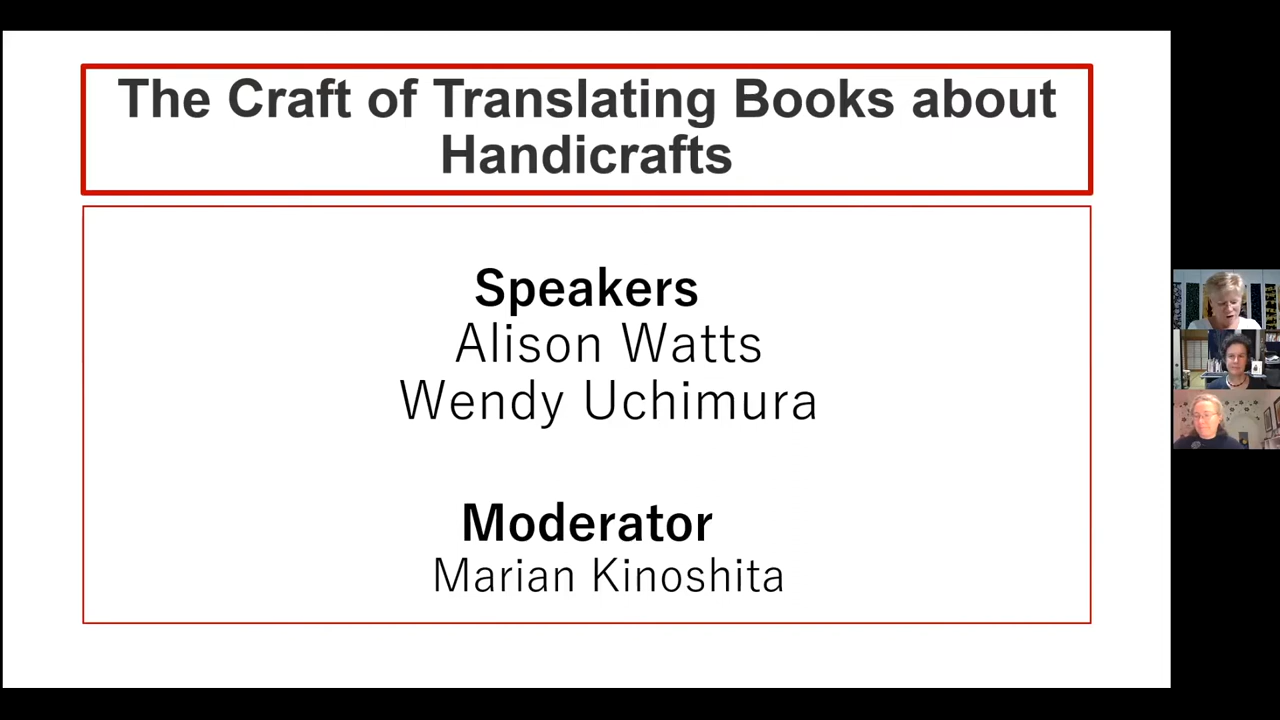 The Craft of Translating Books about
Handicrafts
Speakers
Alison Watts
Wendy Uchimura
Moderator
Marian Kinoshita